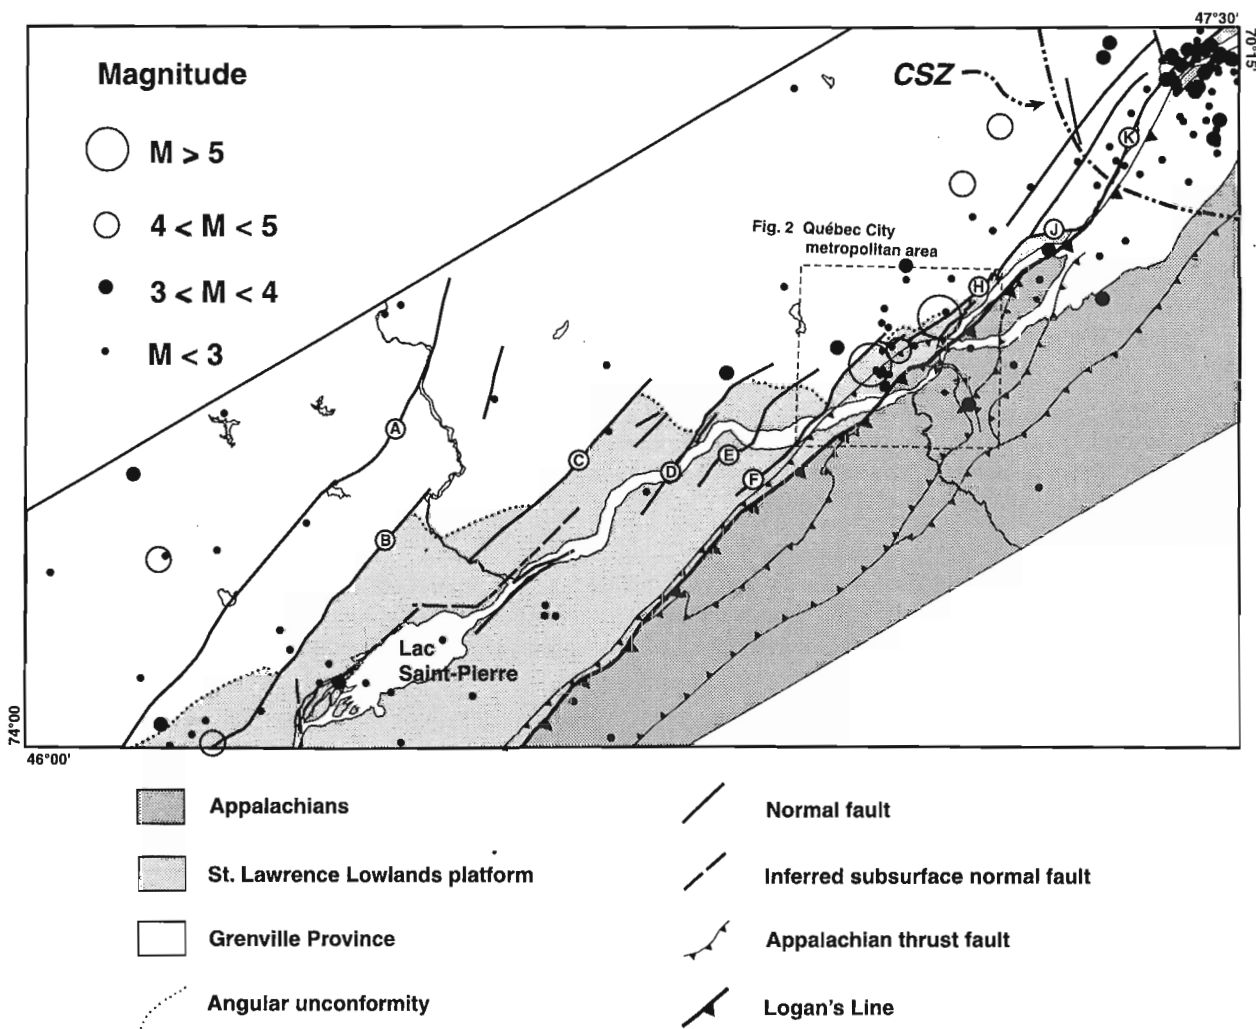 47°30'
70°15'
Magnitude
M > 5
4 < M < 5
3 < M < 4
M < 3
CSZ
K
Fig. 2 Québec City
metropolitan area
J
H
A
C
D
E
F
B
Lac
Saint-Pierre
74°00
46°00'
Appalachians
St. Lawrence Lowlands platform
Grenville Province
Angular unconformity
Normal fault
Inferred subsurface normal fault
Appalachian thrust fault
Logan's Line